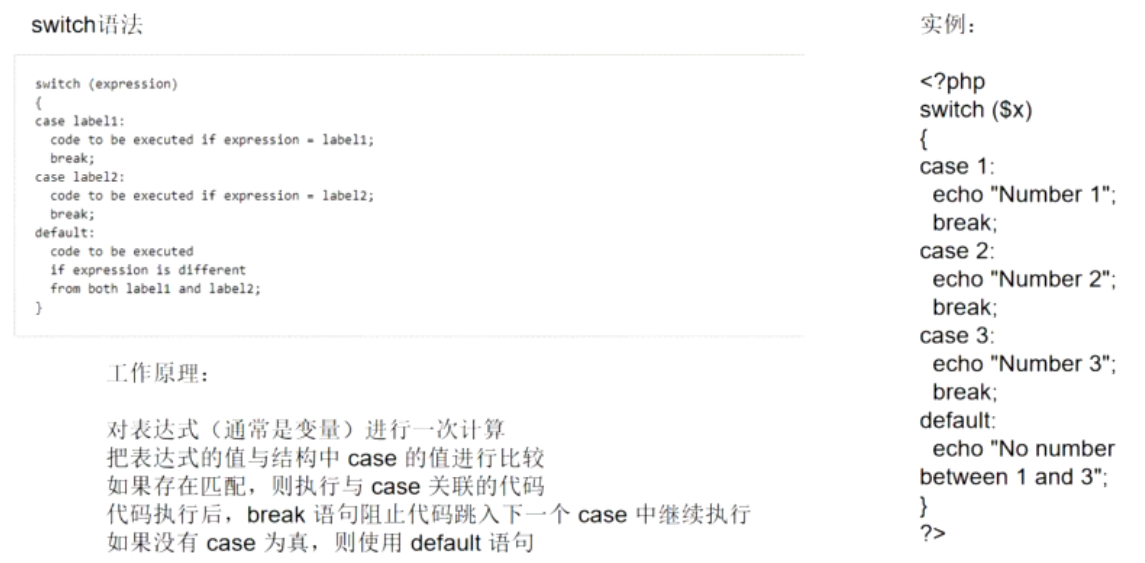 switch语法
switch (expression)
{
case label1:
  code to be executed if expression = label1;
  break;
case label2:
  code to be executed if expression = label2;
  break;
default:
  code to be executed
  if expression is different
  from both label1 and label2;
}
工作原理：
对表达式（通常是变量）进行一次计算
把表达式的值与结构中 case 的值进行比较
如果存在匹配，则执行与 case 关联的代码
代码执行后，break 语句阻止代码跳入下一个 case 中继续执行
如果没有 case 为真，则使用 default 语句
实例：
<?php
switch ($x)
{
case 1:
  echo "Number 1";
  break;
case 2:
  echo "Number 2";
  break;
case 3:
  echo "Number 3";
  break;
default:
  echo "No number
between 1 and 3";
}
?>